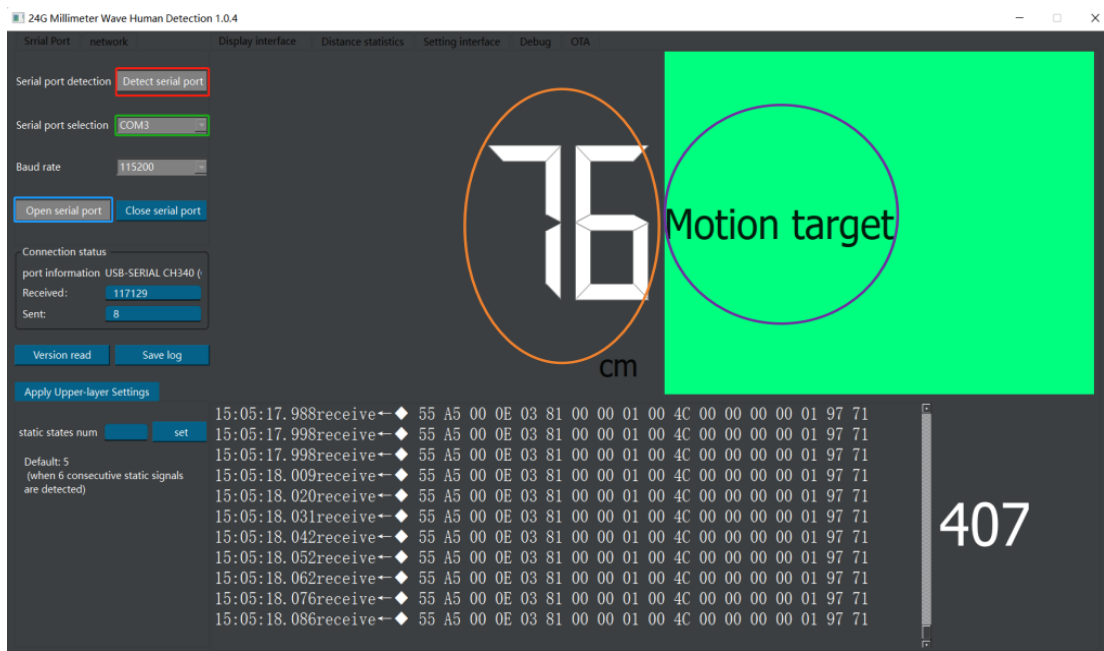 24G Millimeter Wave Human Detection 1.0.4
Srrial Port network Display interface Distance statistics Setting interface Debug OTA
Serial port detection Detect serial port
Serial port selection COM3
Baud rate 115200
Open serial port Close serial port
Connection status
port information USB-SERIAL CH340 (
Received: 117129
Sent: 8
Version read Save log
Apply Upper-layer Settings
static states num set
Default: 5
(when 6 consecutive static signals
are detected)
76
cm
Motion target
15:05:17.988receive←◆ 55 A5 00 0E 03 81 00 00 01 00 4C 00 00 00 00 01 97 71
15:05:17.998receive←◆ 55 A5 00 0E 03 81 00 00 01 00 4C 00 00 00 00 01 97 71
15:05:17.998receive←◆ 55 A5 00 0E 03 81 00 00 01 00 4C 00 00 00 00 01 97 71
15:05:18.009receive←◆ 55 A5 00 0E 03 81 00 00 01 00 4C 00 00 00 00 01 97 71
15:05:18.020receive←◆ 55 A5 00 0E 03 81 00 00 01 00 4C 00 00 00 00 01 97 71
15:05:18.031receive←◆ 55 A5 00 0E 03 81 00 00 01 00 4C 00 00 00 00 01 97 71
15:05:18.042receive←◆ 55 A5 00 0E 03 81 00 00 01 00 4C 00 00 00 00 01 97 71
15:05:18.052receive←◆ 55 A5 00 0E 03 81 00 00 01 00 4C 00 00 00 00 01 97 71
15:05:18.062receive←◆ 55 A5 00 0E 03 81 00 00 01 00 4C 00 00 00 00 01 97 71
15:05:18.076receive←◆ 55 A5 00 0E 03 81 00 00 01 00 4C 00 00 00 00 01 97 71
15:05:18.086receive←◆ 55 A5 00 0E 03 81 00 00 01 00 4C 00 00 00 00 01 97 71
407